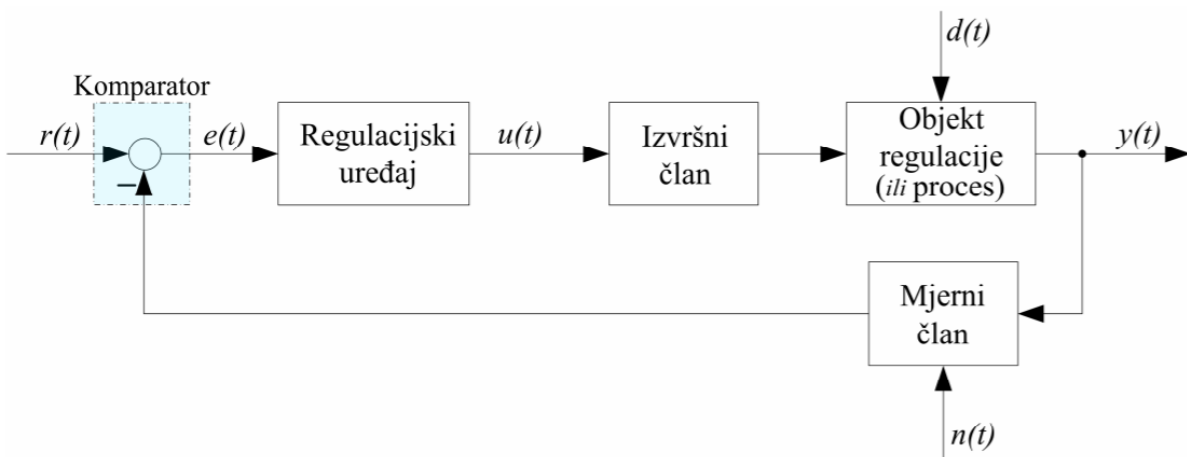 d(t)
Komparator
r(t)
e(t)
Regulacijski
uređaj
u(t)
Izvršni
član
Objekt
regulacije
(ili proces)
y(t)
–
Mjerni
član
n(t)